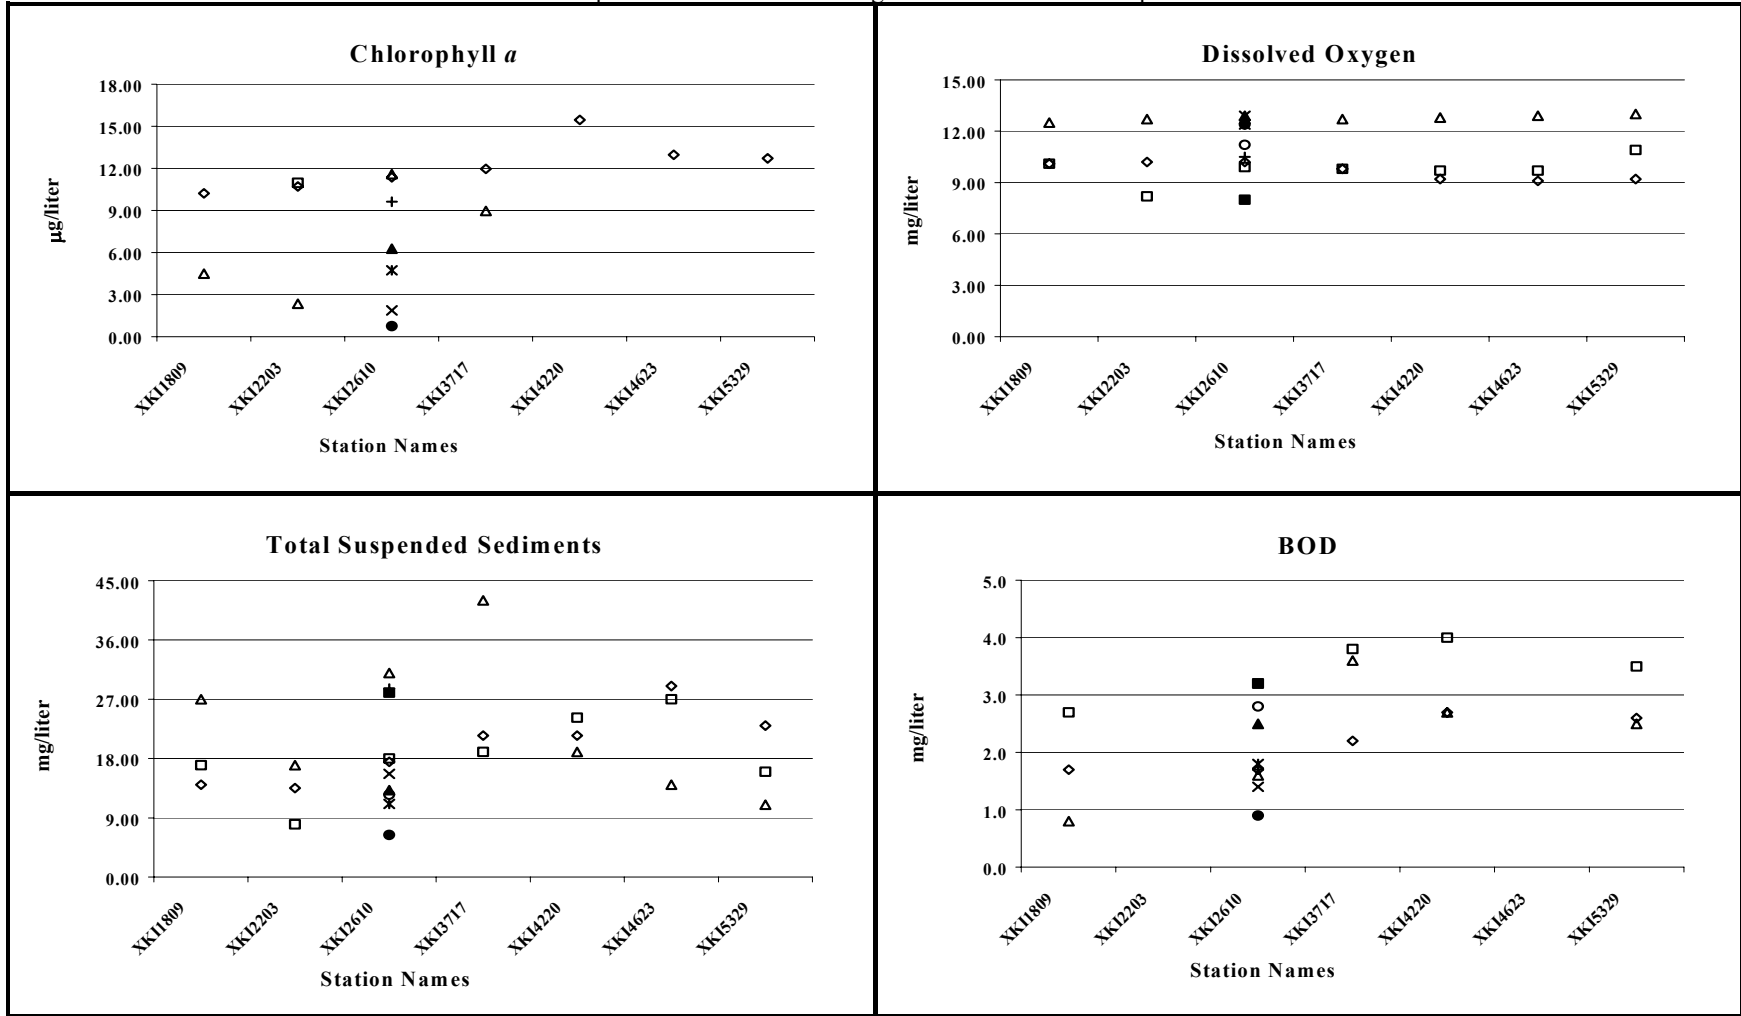 Chlorophyll a
18.00
15.00
12.00
9.00
6.00
3.00
0.00
µg/liter
XKI1809
XKI2203
XKI2610
XKI3717
XKI4220
XKI4623
XKI5329
Station Names
Dissolved Oxygen
15.00
12.00
9.00
6.00
3.00
0.00
mg/liter
XKI1809
XKI2203
XKI2610
XKI3717
XKI4220
XKI4623
XKI5329
Station Names
Total Suspended Sediments
45.00
36.00
27.00
18.00
9.00
0.00
mg/liter
XKI1809
XKI2203
XKI2610
XKI3717
XKI4220
XKI4623
XKI5329
Station Names
BOD
5.0
4.0
3.0
2.0
1.0
0.0
mg/liter
XKI1809
XKI2203
XKI2610
XKI3717
XKI4220
XKI4623
XKI5329
Station Names